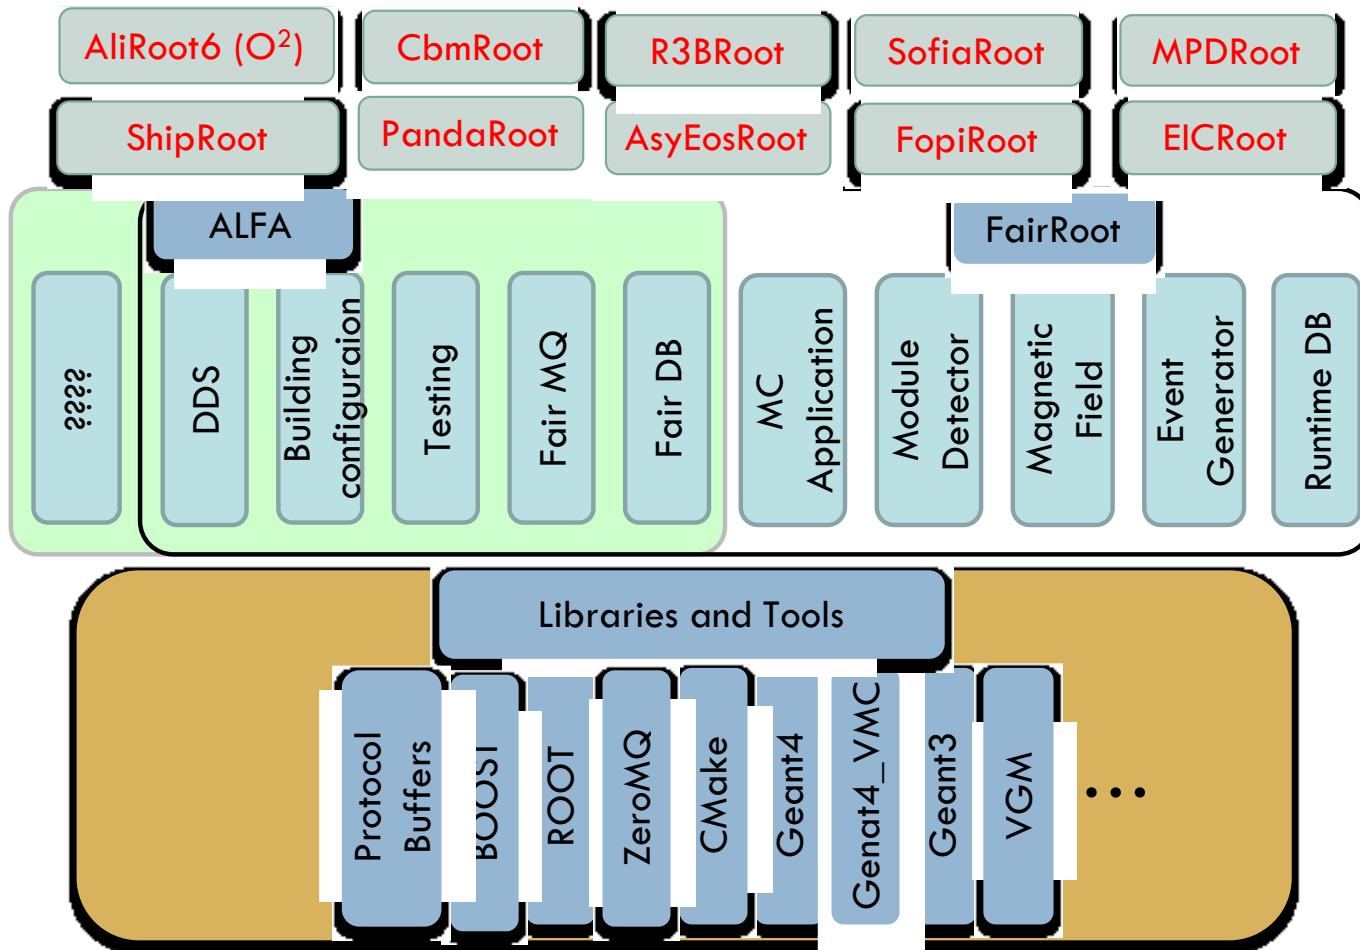 AliRoot6 (O²)
CbmRoot
R3BRoot
SofiaRoot
MPDRoot
ShipRoot
PandaRoot
AsyEosRoot
FopiRoot
EICRoot
ALFA
FairRoot
?????
DDS
Building
configuraion
Testing
Fair MQ
Fair DB
MC
Application
Module
Detector
Magnetic
Field
Event
Generator
Runtime DB
Libraries and Tools
Protocol
Buffers
BOOST
ROOT
ZeroMQ
CMake
Geant4
Genat4_VMC
Geant3
VGM
...